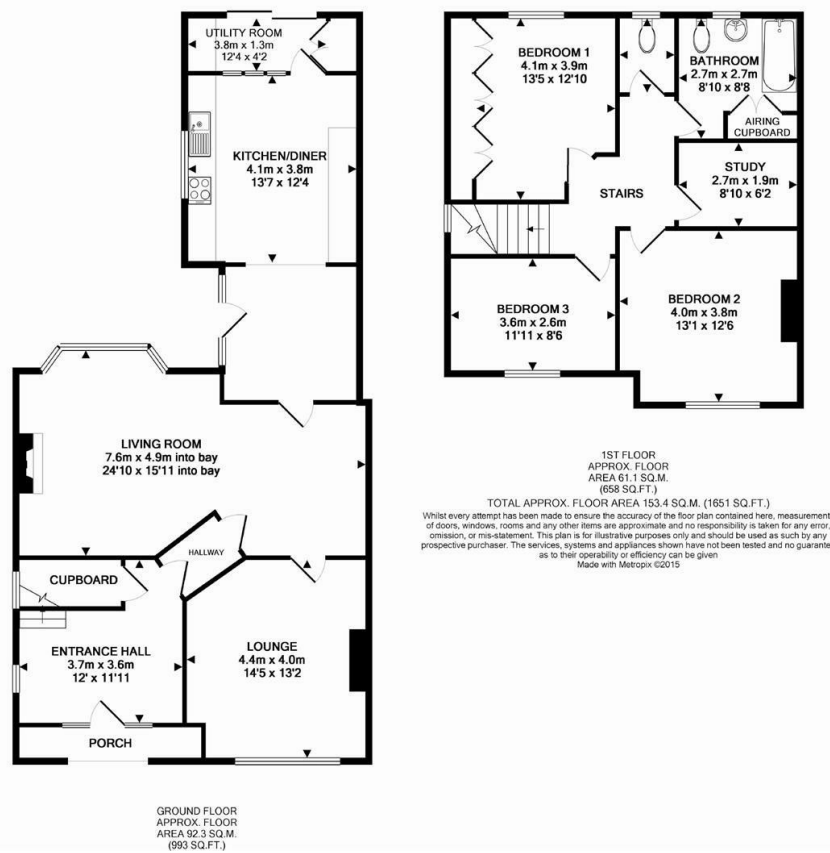 UTILITY ROOM
3.8m x 1.3m
12'4 x 4'2
KITCHEN/DINER
4.1m x 3.8m
13'7 x 12'4
LIVING ROOM
7.6m x 4.9m into bay
24'10 x 15'11 into bay
HALLWAY
CUPBOARD
ENTRANCE HALL
3.7m x 3.6m
12' x 11'11
LOUNGE
4.4m x 4.0m
14'5 x 13'2
PORCH
GROUND FLOOR
APPROX. FLOOR
AREA 92.3 SQ.M.
(993 SQ.FT.)
BEDROOM 1
4.1m x 3.9m
13'5 x 12'10
BATHROOM
2.7m x 2.7m
8'10 x 8'8
AIRING
CUPBOARD
STUDY
2.7m x 1.9m
8'10 x 6'2
STAIRS
BEDROOM 3
3.6m x 2.6m
11'11 x 8'6
BEDROOM 2
4.0m x 3.8m
13'1 x 12'6
1ST FLOOR
APPROX. FLOOR
AREA 61.1 SQ.M.
(658 SQ.FT.)
TOTAL APPROX. FLOOR AREA 153.4 SQ.M. (1651 SQ.FT.)
Whilst every attempt has been made to ensure the accuracy of the floor plan contained here, measurement
of doors, windows, rooms and any other items are approximate and no responsibility is taken for any error,
omission, or mis-statement. This plan is for illustrative purposes only and should be used as such by any
prospective purchaser. The services, systems and appliances shown have not been tested and no guarante
as to their operability or efficiency can be given
Made with Metropix ©2015